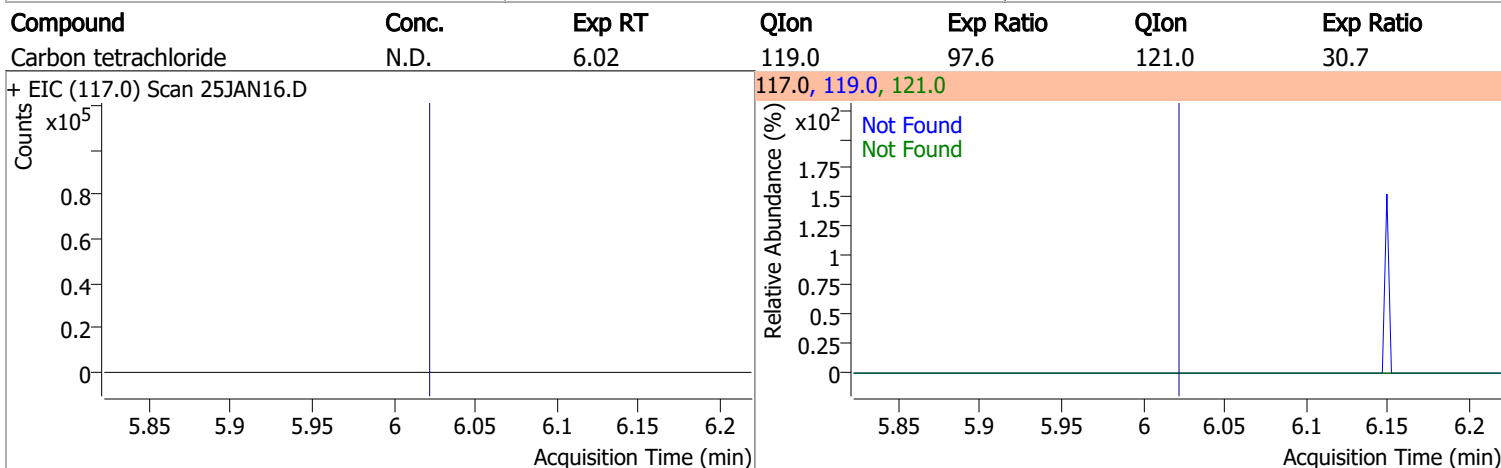 Compound Conc. Exp RT QIon Exp Ratio QIon Exp Ratio
Carbon tetrachloride N.D. 6.02 119.0 97.6 121.0 30.7
+ EIC (117.0) Scan 25JAN16.D
Counts
x10⁵
0.8
0.6
0.4
0.2
0
5.85 5.9 5.95 6 6.05 6.1 6.15 6.2
Acquisition Time (min)
117.0, 119.0, 121.0
Relative Abundance (%)
x10²
Not Found
Not Found
1.75
1.5
1.25
1
0.75
0.5
0.25
0
5.85 5.9 5.95 6 6.05 6.1 6.15 6.2
Acquisition Time (min)